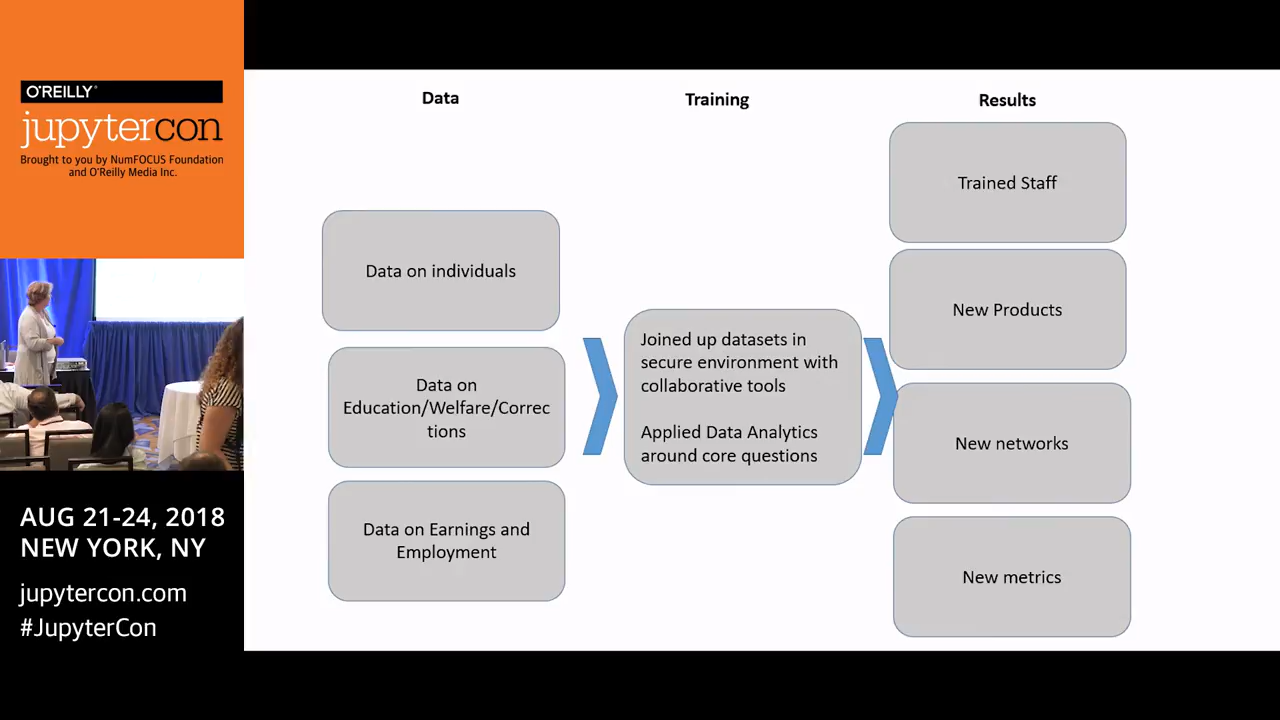 O'REILLY®
jupytercon
Brought to you by NumFOCUS Foundation
and O'Reilly Media Inc.
AUG 21-24, 2018
NEW YORK, NY
jupytercon.com
#JupyterCon
Data
Data on individuals
Data on
Education/Welfare/Correc
tions
Data on Earnings and
Employment
Training
Joined up datasets in
secure environment with
collaborative tools
Applied Data Analytics
around core questions
Results
Trained Staff
New Products
New networks
New metrics